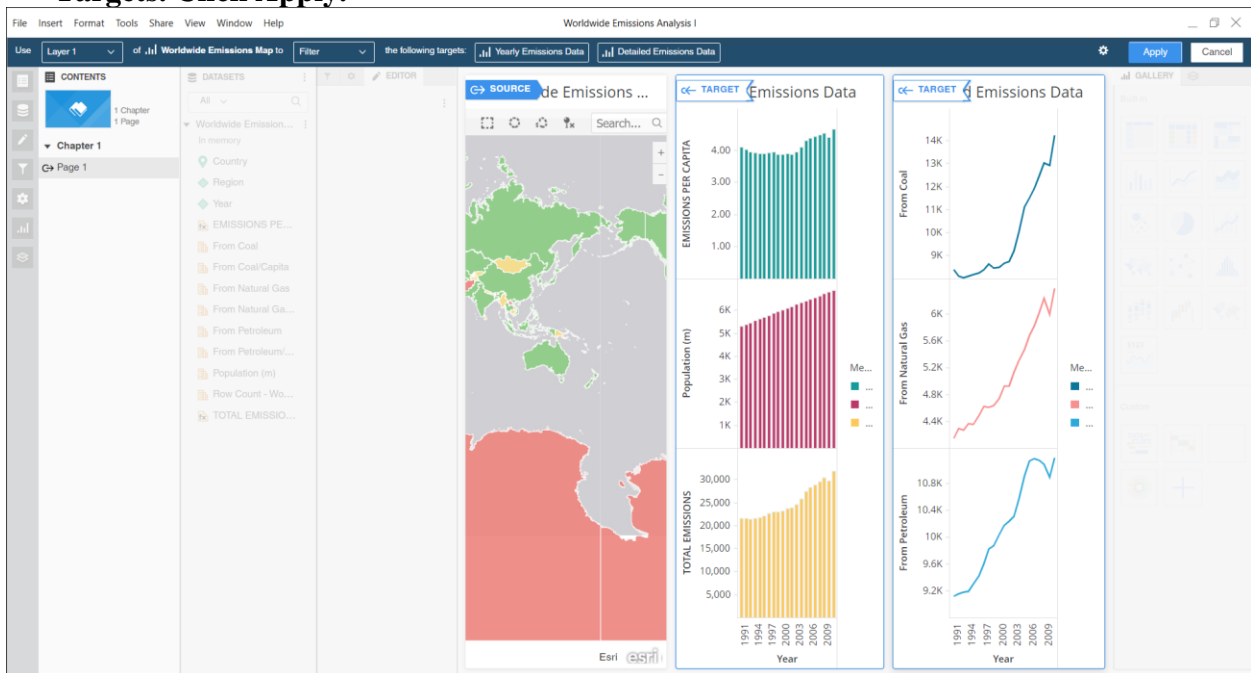 Targets. Click Apply.
File Insert Format Tools Share View Window Help
Worldwide Emissions Analysis I
Use Layer 1 of Worldwide Emissions Map to Filter the following targets: Yearly Emissions Data Detailed Emissions Data
Apply Cancel
CONTENTS
1 Chapter
1 Page
Chapter 1
Page 1
DATASETS
All
Worldwide Emission...
In memory
Country
Region
Year
EMISSIONS PE...
From Coal
From Coal/Capita
From Natural Gas
From Natural Ga...
From Petroleum
From Petroleum/...
Population (m)
Row Count - Wo...
TOTAL EMISSIO...
EDITOR
SOURCE
de Emissions ...
Search...
+
-
Esri esri
TARGET
Emissions Data
EMISSIONS PER CAPITA
4.00
3.00
2.00
1.00
Population (m)
6K
5K
4K
3K
2K
1K
TOTAL EMISSIONS
30,000
25,000
20,000
15,000
10,000
5,000
1991 1994 1997 2000 2003 2006 2009
Year
Me...
...
...
...
TARGET
d Emissions Data
From Coal
14K
13K
12K
11K
10K
9K
From Natural Gas
6K
5.6K
5.2K
4.8K
4.4K
From Petroleum
10.8K
10.4K
10K
9.6K
9.2K
1991 1994 1997 2000 2003 2006 2009
Year
Me...
...
...
...
GALLERY